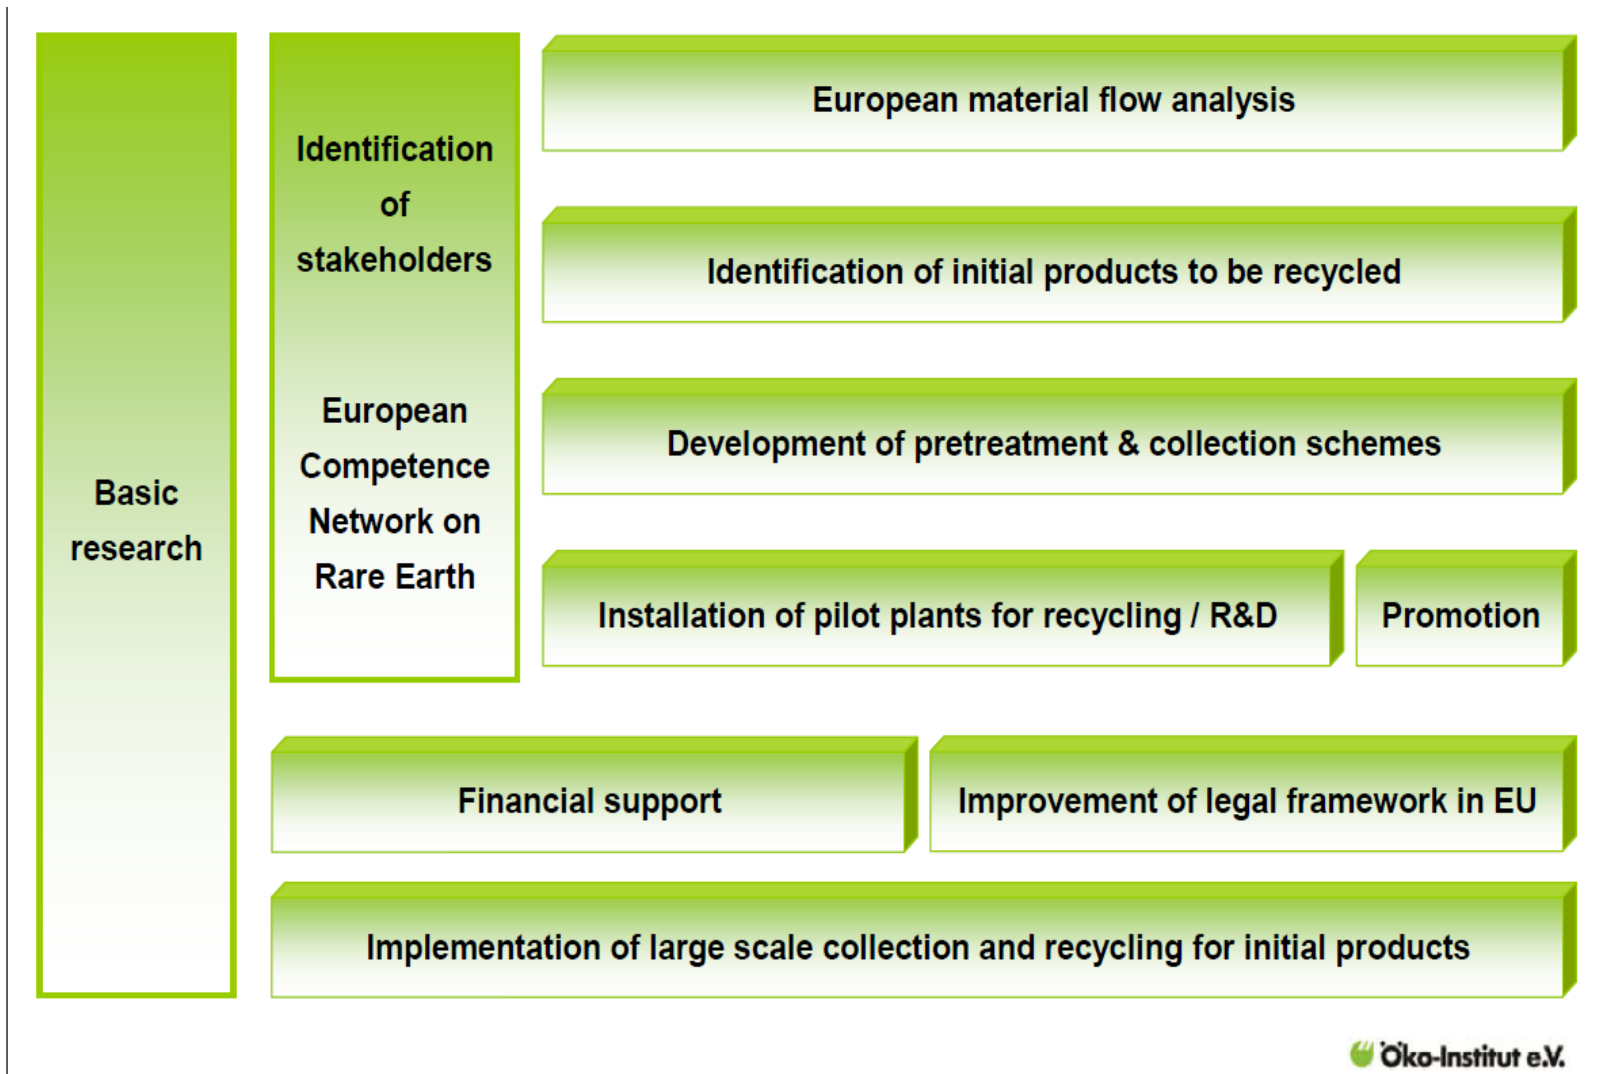 Basic
research
Identification
of
stakeholders
European
Competence
Network on
Rare Earth
European material flow analysis
Identification of initial products to be recycled
Development of pretreatment & collection schemes
Installation of pilot plants for recycling / R&D
Promotion
Financial support
Improvement of legal framework in EU
Implementation of large scale collection and recycling for initial products
Öko-Institut e.V.